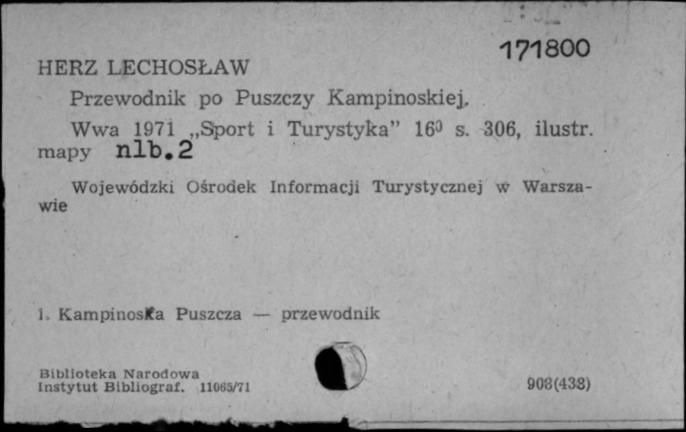 171800
HERZ LECHOSŁAW
Przewodnik po Puszczy Kampinoskiej.
Wwa 1971 „Sport i Turystyka” 16⁰ s. 306, ilustr.
mapy nlb.2
Wojewódzki Ośrodek Informacji Turystycznej w Warsza-
wie
1. Kampinoska Puszcza — przewodnik
Biblioteka Narodowa
Instytut Bibliograf. 11065/71
908(438)